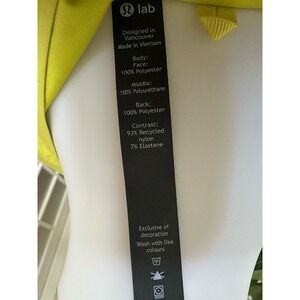 lab
Designed in
Vancouver
Made in Vietnam
Body:
Face:
100% Polyester
Middle:
100% Polyurethane
Back:
100% Polyester
Contrast:
93% Recycled
nylon
7% Elastane
Exclusive of
decoration
Wash with like
colours